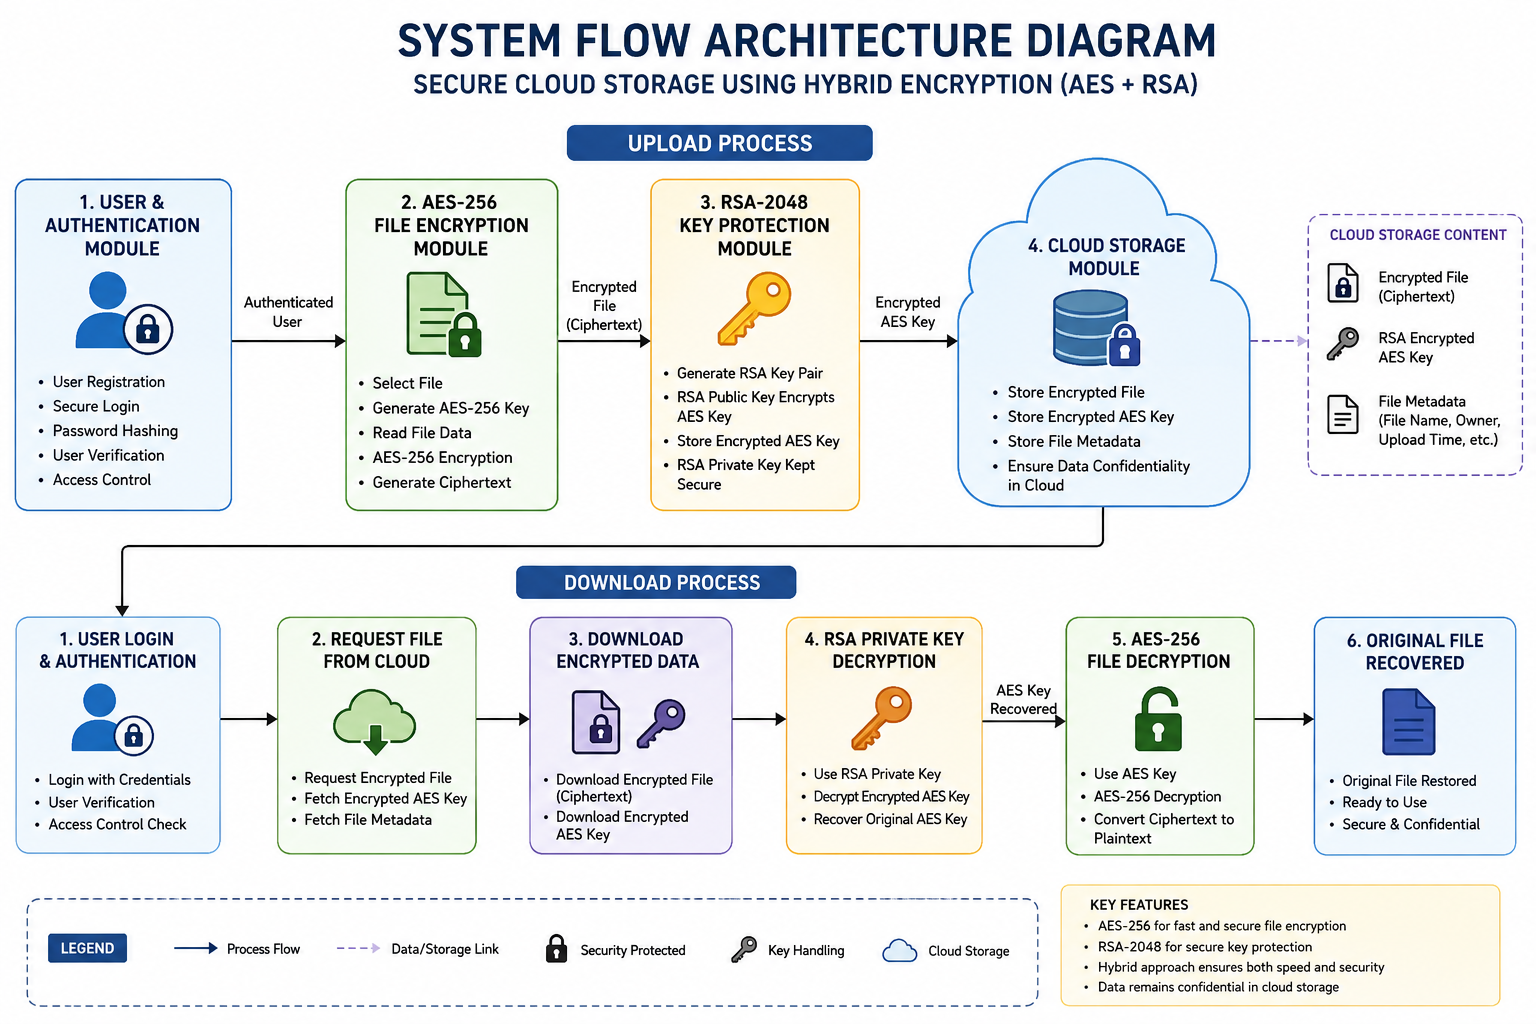 SYSTEM FLOW ARCHITECTURE DIAGRAM
SECURE CLOUD STORAGE USING HYBRID ENCRYPTION (AES + RSA)
UPLOAD PROCESS
1. USER &
AUTHENTICATION
MODULE
• User Registration
• Secure Login
• Password Hashing
• User Verification
• Access Control
Authenticated
User
2. AES-256
FILE ENCRYPTION
MODULE
• Select File
• Generate AES-256 Key
• Read File Data
• AES-256 Encryption
• Generate Ciphertext
Encrypted
File
(Ciphertext)
3. RSA-2048
KEY PROTECTION
MODULE
• Generate RSA Key Pair
• RSA Public Key Encrypts
AES Key
• Store Encrypted AES Key
• RSA Private Key Kept
Secure
Encrypted
AES Key
4. CLOUD STORAGE
MODULE
• Store Encrypted File
• Store Encrypted AES Key
• Store File Metadata
• Ensure Data Confidentiality
in Cloud
CLOUD STORAGE CONTENT
Encrypted File
(Ciphertext)
RSA Encrypted
AES Key
File Metadata
(File Name, Owner,
Upload Time, etc.)
DOWNLOAD PROCESS
1. USER LOGIN
& AUTHENTICATION
• Login with Credentials
• User Verification
• Access Control Check
2. REQUEST FILE
FROM CLOUD
• Request Encrypted File
• Fetch Encrypted AES Key
• Fetch File Metadata
3. DOWNLOAD
ENCRYPTED DATA
• Download Encrypted File
(Ciphertext)
• Download Encrypted
AES Key
4. RSA PRIVATE KEY
DECRYPTION
• Use RSA Private Key
• Decrypt Encrypted AES Key
• Recover Original AES Key
AES Key
Recovered
5. AES-256
FILE DECRYPTION
• Use AES Key
• AES-256 Decryption
• Convert Ciphertext to
Plaintext
6. ORIGINAL FILE
RECOVERED
• Original File Restored
• Ready to Use
• Secure & Confidential
LEGEND
Process Flow
Data/Storage Link
Security Protected
Key Handling
Cloud Storage
KEY FEATURES
• AES-256 for fast and secure file encryption
• RSA-2048 for secure key protection
• Hybrid approach ensures both speed and security
• Data remains confidential in cloud storage